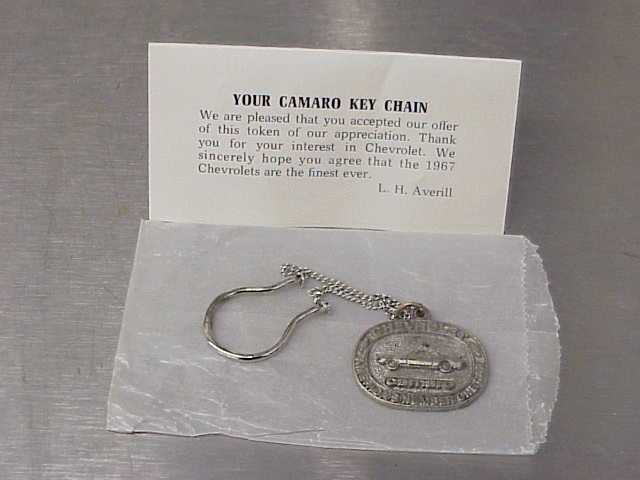 YOUR CAMARO KEY CHAIN
We are pleased that you accepted our offer
of this token of our appreciation. Thank
you for your interest in Chevrolet. We
sincerely hope you agree that the 1967
Chevrolets are the finest ever.
L. H. Averill
CHEVROLET
Camaro